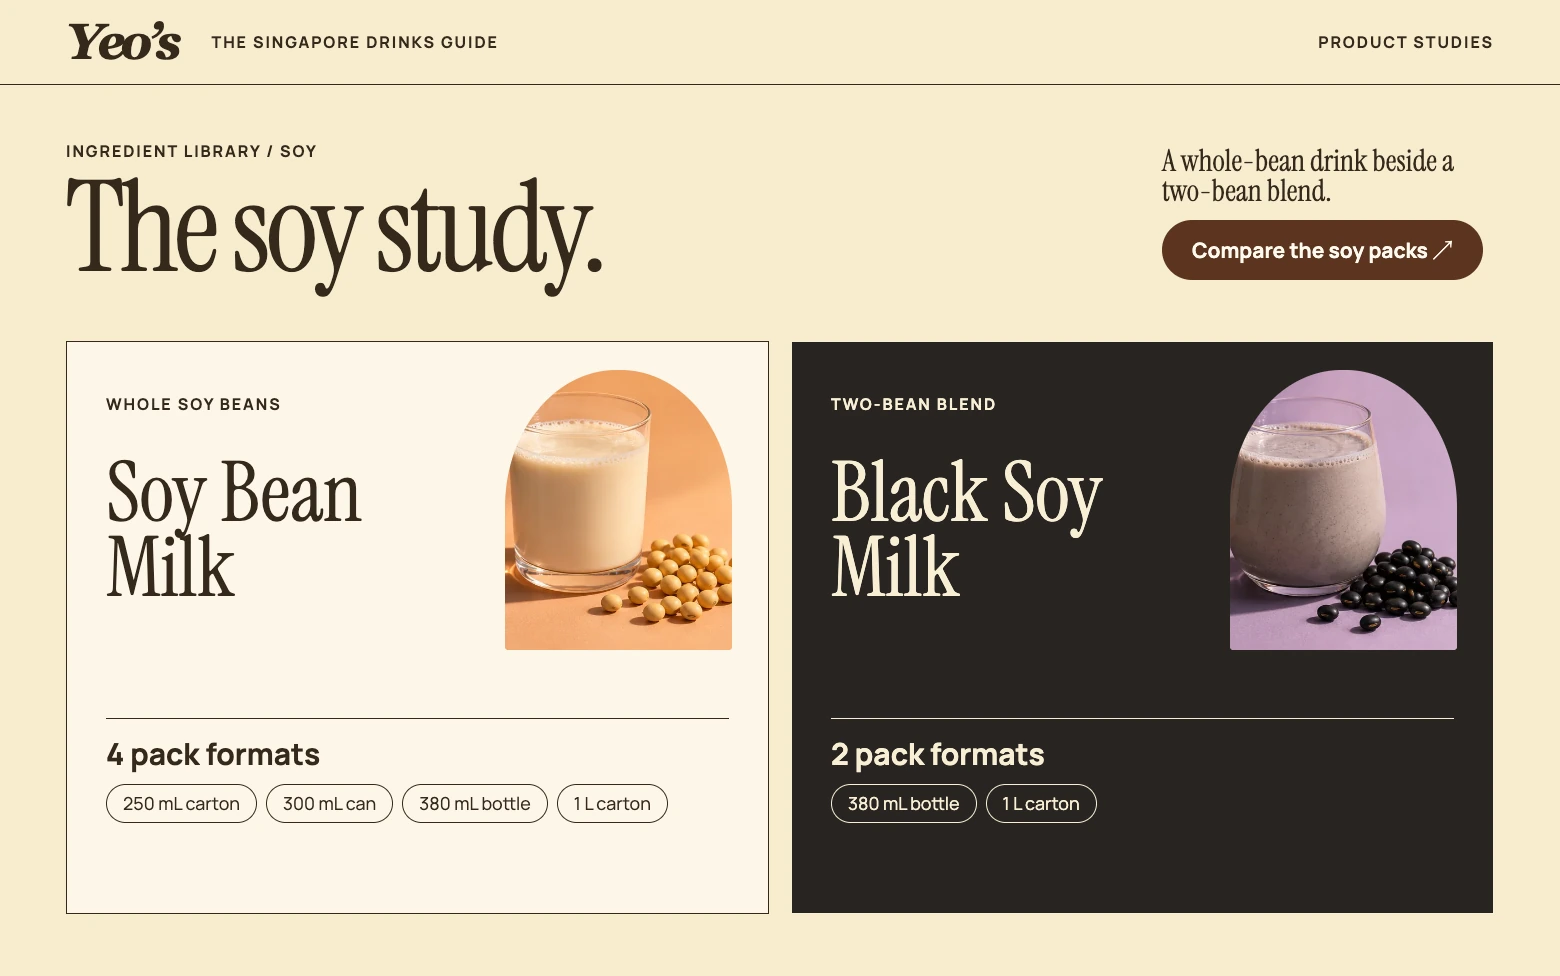 Yeo's
THE SINGAPORE DRINKS GUIDE
PRODUCT STUDIES
INGREDIENT LIBRARY / SOY
The soy study.
A whole-bean drink beside a
two-bean blend.
Compare the soy packs ↗
WHOLE SOY BEANS
Soy Bean
Milk
4 pack formats
250 mL carton
300 mL can
380 mL bottle
1 L carton
TWO-BEAN BLEND
Black Soy
Milk
2 pack formats
380 mL bottle
1 L carton